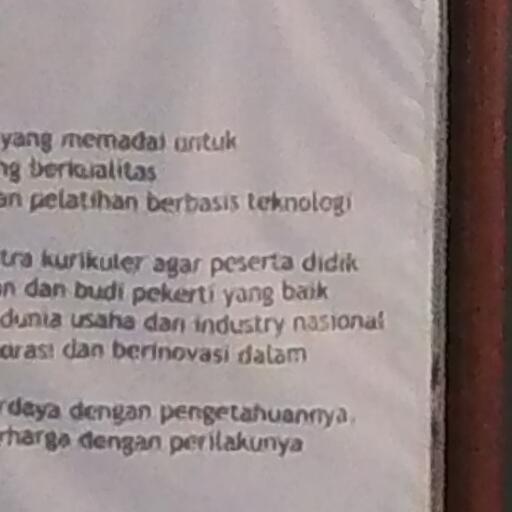 yang memadai untuk
ng berkualitas
an pelatihan berbasis teknologi
tra kurikuler agar peserta didik
n dan budi pekerti yang baik
dunia usaha dan industry nasional
arasi dan berinovasi dalam
rdaya dengan pengetahuannya.
rharga dengan perilakunya